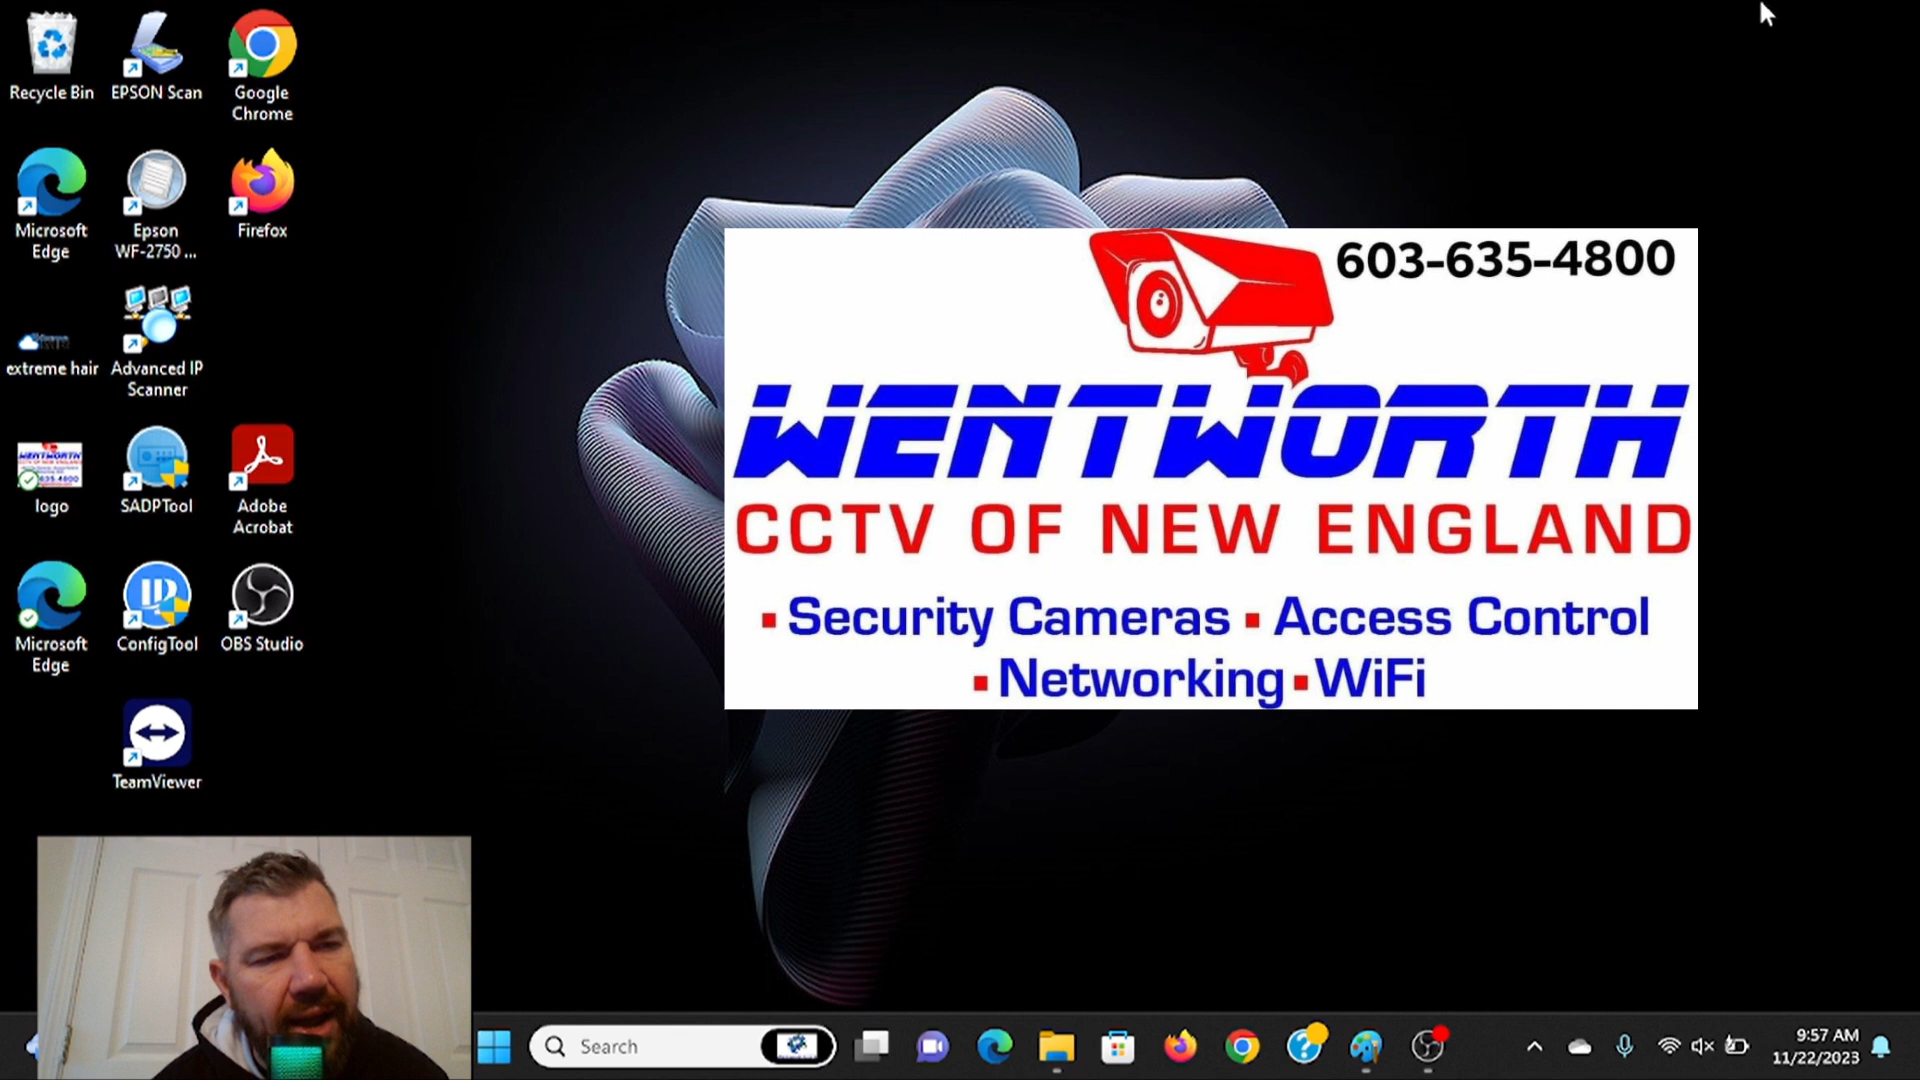 Recycle Bin
EPSON Scan
Google
Chrome
Microsoft
Edge
Epson
WF-2750 ...
Firefox
extreme hair
Advanced IP
Scanner
logo
SADPTool
Adobe
Acrobat
Microsoft
Edge
ConfigTool
OBS Studio
TeamViewer
603-635-4800
WENTWORTH
CCTV OF NEW ENGLAND
▪ Security Cameras ▪ Access Control
▪ Networking ▪ WiFi
Search
9:57 AM
11/22/2023